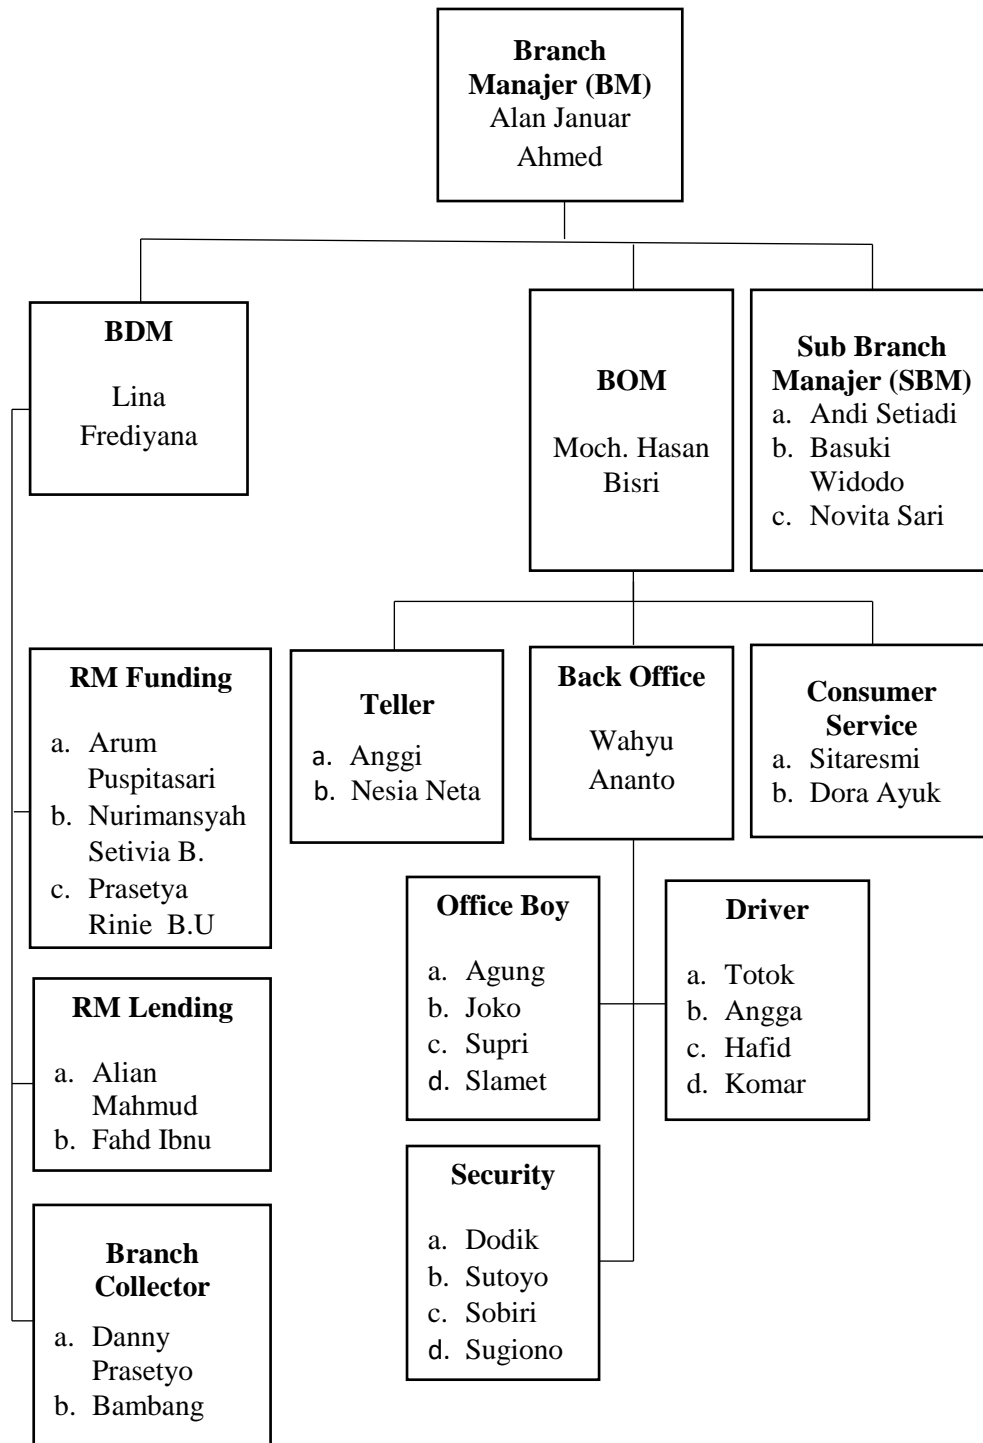 Branch
Manajer (BM)
Alan Januar
Ahmed
BDM
Lina
Frediyana
BOM
Moch. Hasan
Bisri
Sub Branch
Manajer (SBM)
a. Andi Setiadi
b. Basuki
Widodo
c. Novita Sari
RM Funding
a. Arum
Puspitasari
b. Nurimansyah
Setivia B.
c. Prasetya
Rinie B.U
Teller
a. Anggi
b. Nesia Neta
Back Office
Wahyu
Ananto
Consumer
Service
a. Sitaresmi
b. Dora Ayuk
Office Boy
a. Agung
b. Joko
c. Supri
d. Slamet
Driver
a. Totok
b. Angga
c. Hafid
d. Komar
RM Lending
a. Alian
Mahmud
b. Fahd Ibnu
Security
a. Dodik
b. Sutoyo
c. Sobiri
d. Sugiono
Branch
Collector
a. Danny
Prasetyo
b. Bambang